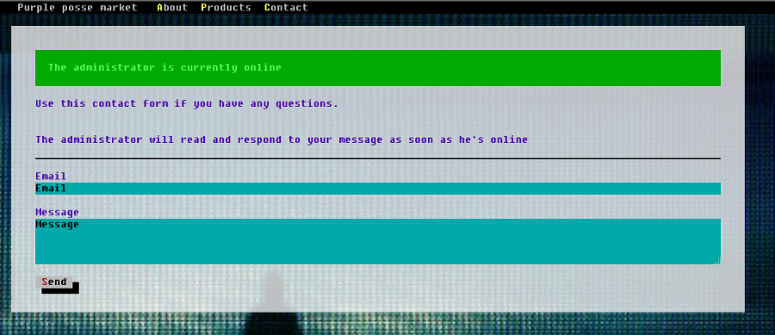 Purple posse market About Products Contact
The administrator is currently online
Use this contact form if you have any questions.
The administrator will read and respond to your message as soon as he's online
Email
Email
Message
Message
Send